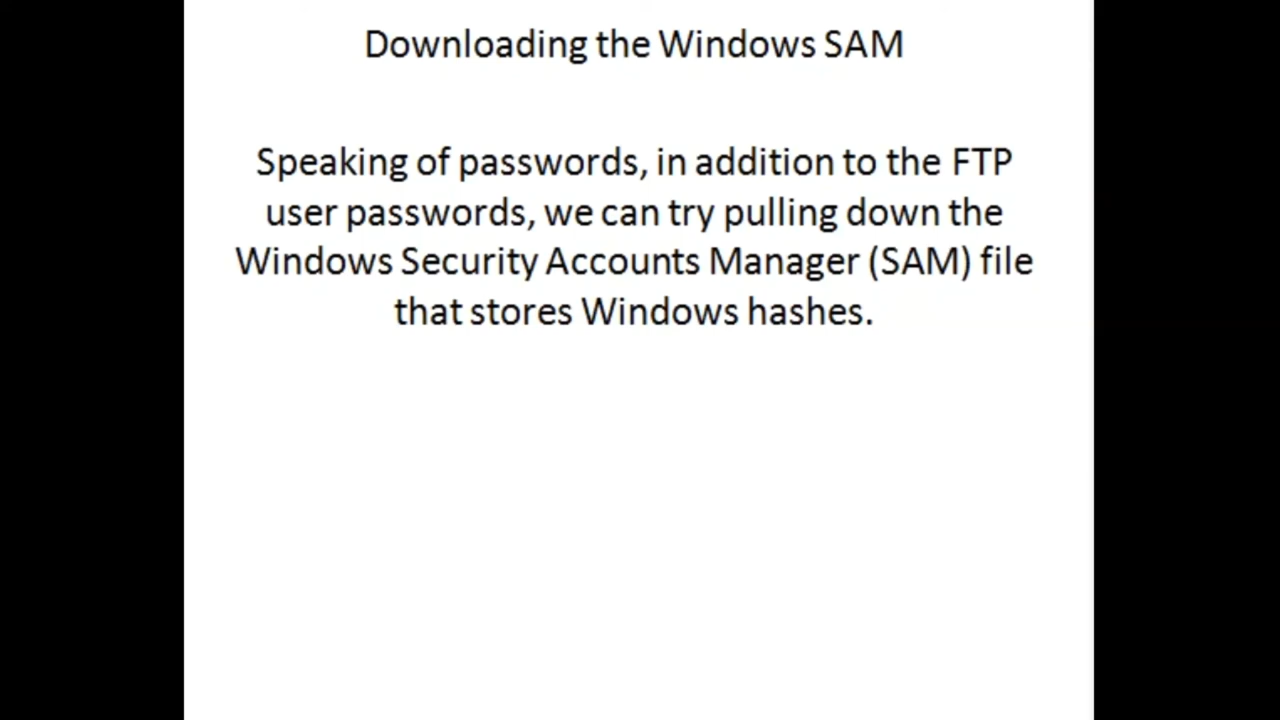 Downloading the Windows SAM
Speaking of passwords, in addition to the FTP
user passwords, we can try pulling down the
Windows Security Accounts Manager (SAM) file
that stores Windows hashes.